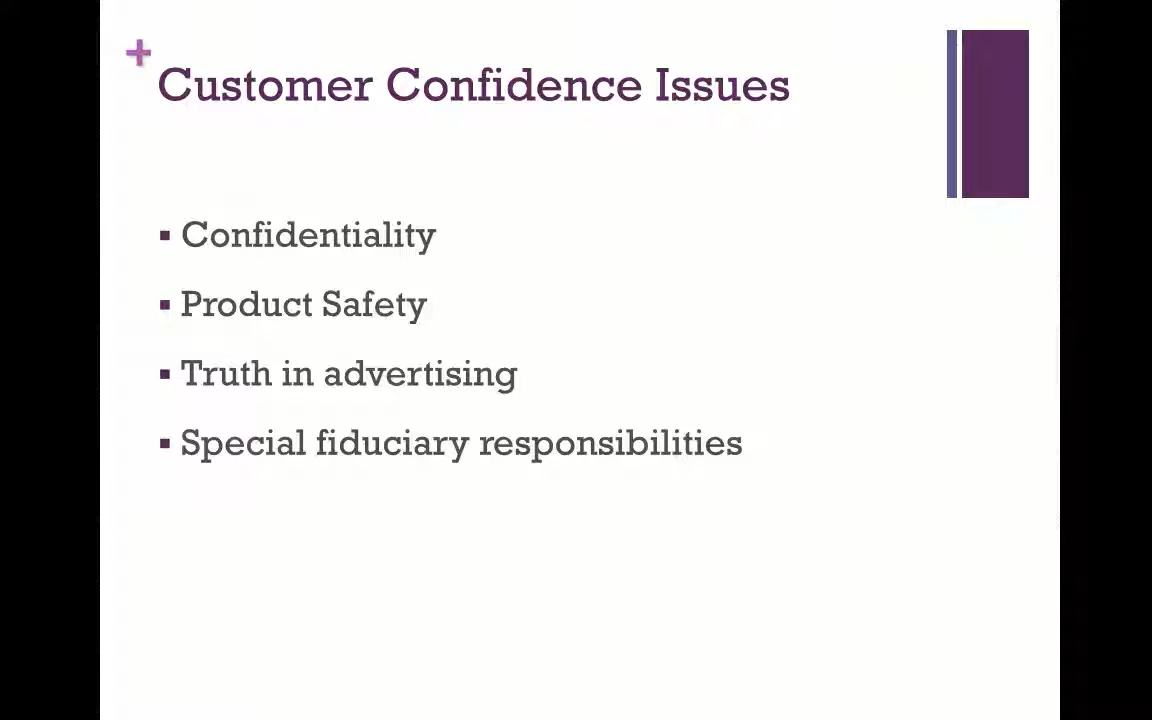 +
Customer Confidence Issues
▪ Confidentiality
▪ Product Safety
▪ Truth in advertising
▪ Special fiduciary responsibilities